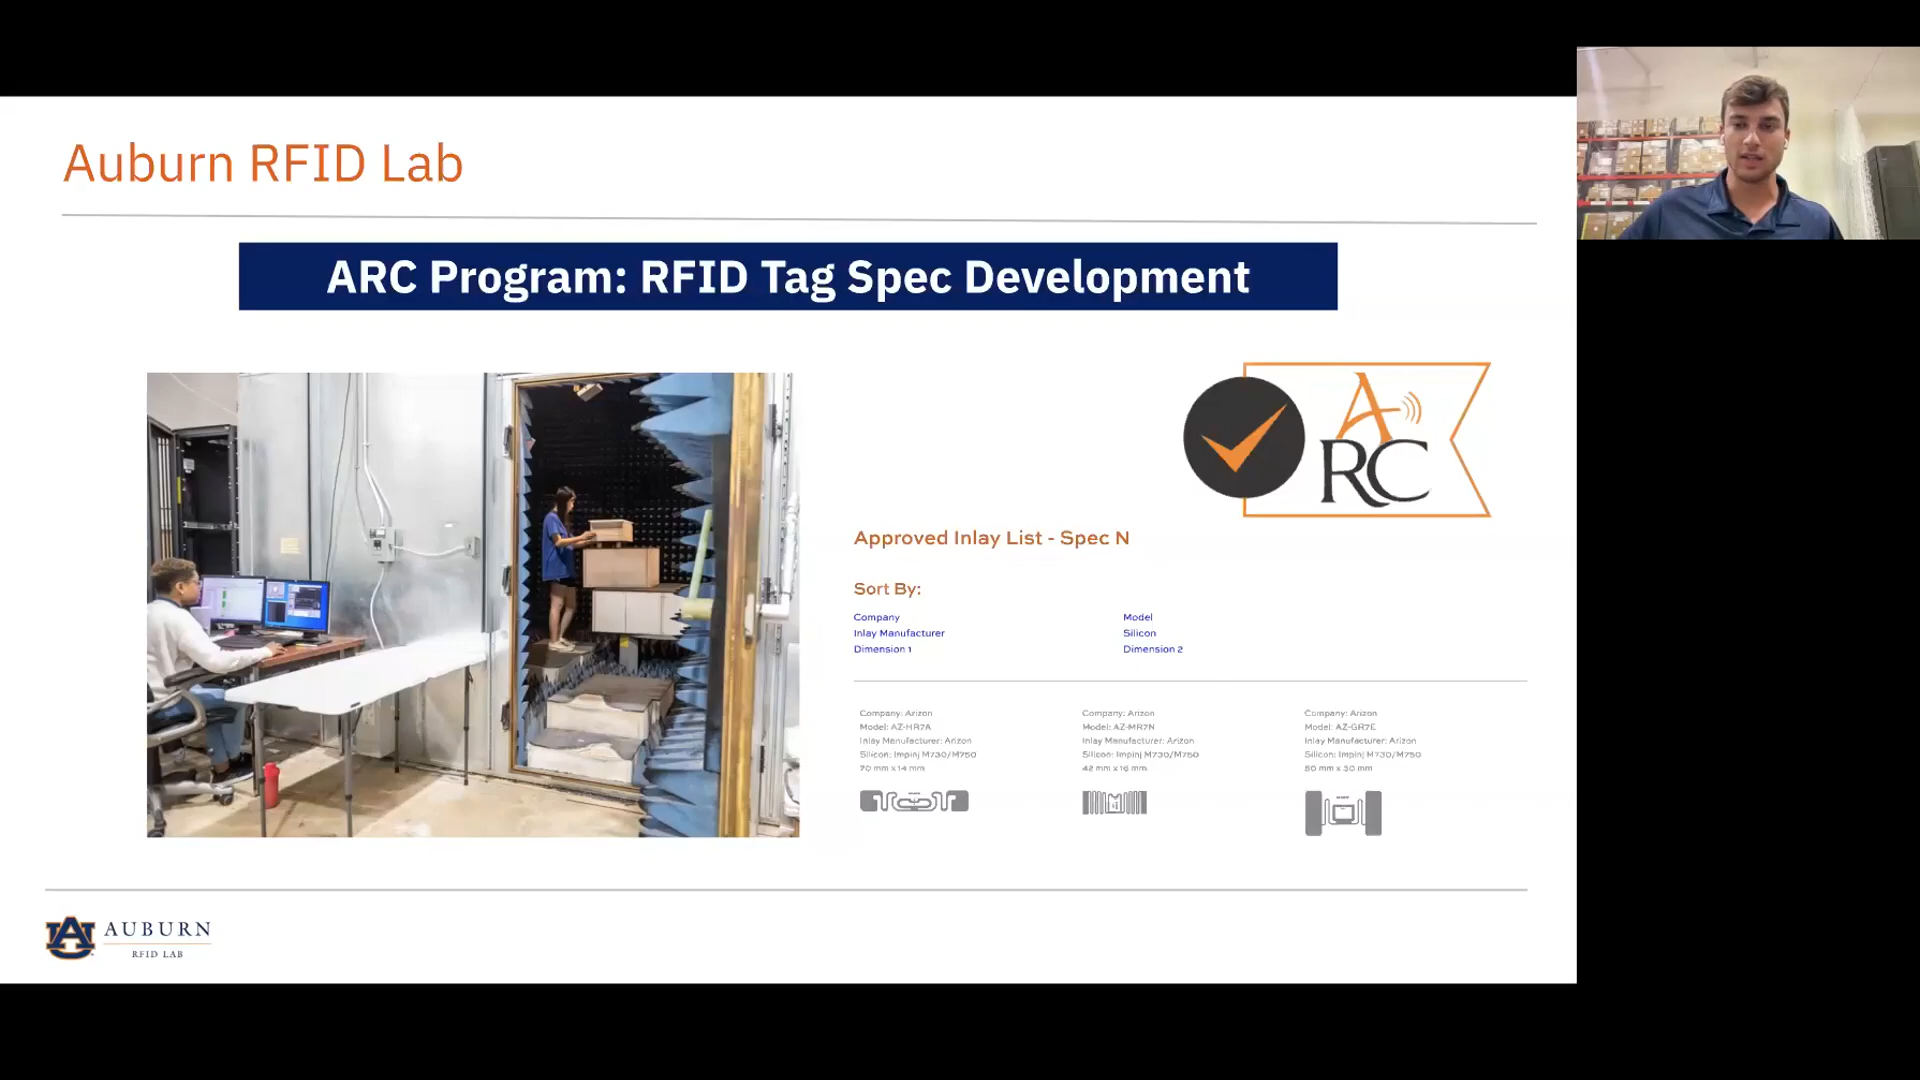 Auburn RFID Lab
ARC Program: RFID Tag Spec Development
ARC
Approved Inlay List - Spec N
Sort By:
Company
Model
Inlay Manufacturer
Silicon
Dimension 1
Dimension 2
Company: Arizon
Model: AZ-HR7A
Inlay Manufacturer: Arizon
Silicon: Impinj M730/M750
70 mm x 14 mm
Company: Arizon
Model: AZ-MR7N
Inlay Manufacturer: Arizon
Silicon: Impinj M730/M750
42 mm x 16 mm
Company: Arizon
Model: AZ-GR7E
Inlay Manufacturer: Arizon
Silicon: Impinj M730/M750
50 mm x 30 mm
AU
AUBURN
RFID LAB